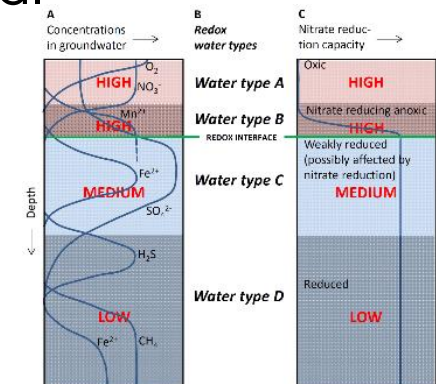 A
Concentrations
in groundwater
B
Redox
water types
C
Nitrate reduc-
tion capacity
O₂
HIGH
NO₃⁻
Mn²⁺
HIGH
Fe²⁺
MEDIUM
SO₄²⁻
H₂S
LOW
Fe²⁺
CH₄
Depth
Water type A
Water type B
REDOX INTERFACE
Water type C
Water type D
Oxic
HIGH
Nitrate reducing anoxic
HIGH
Weakly reduced
(possibly affected by
nitrate reduction)
MEDIUM
Reduced
LOW